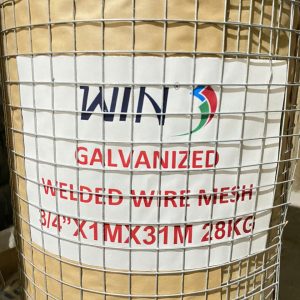 WIN
GALVANIZED
WELDED WIRE MESH
3/4"X1MX31M 28KG